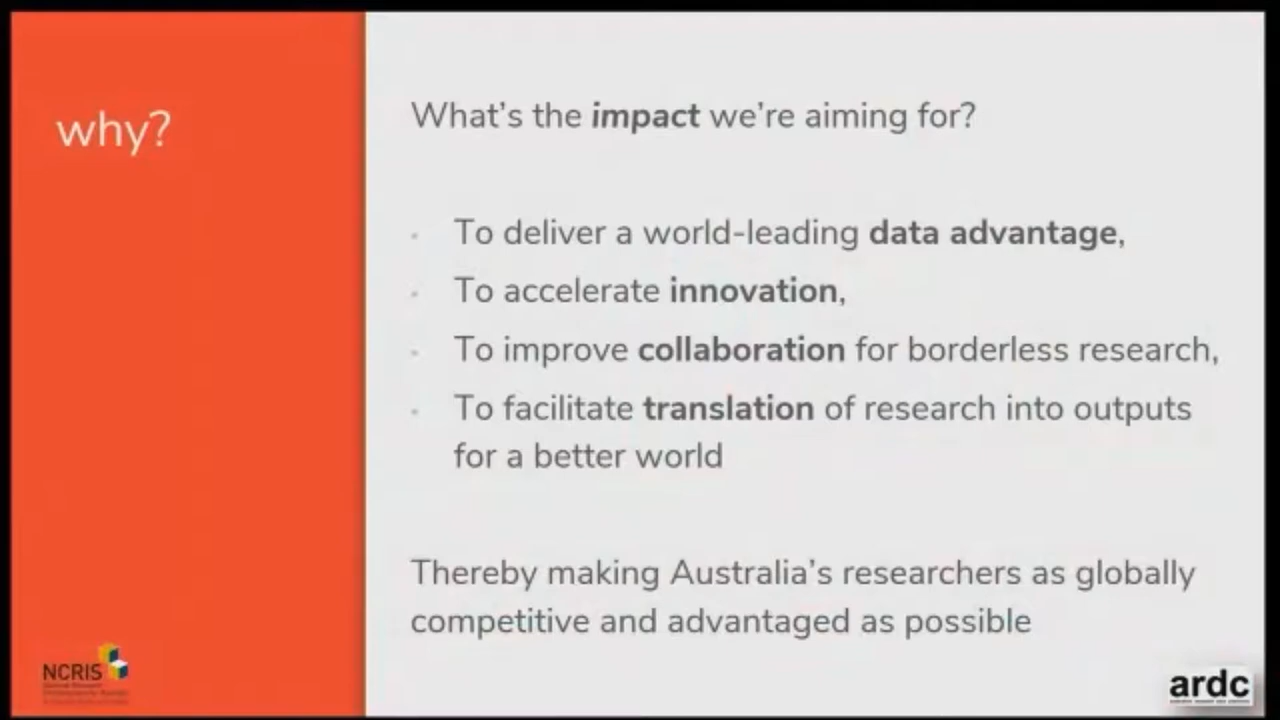 why?
What's the impact we're aiming for?
To deliver a world-leading data advantage,
To accelerate innovation,
To improve collaboration for borderless research,
To facilitate translation of research into outputs
for a better world
Thereby making Australia's researchers as globally
competitive and advantaged as possible
NCRIS
ardc